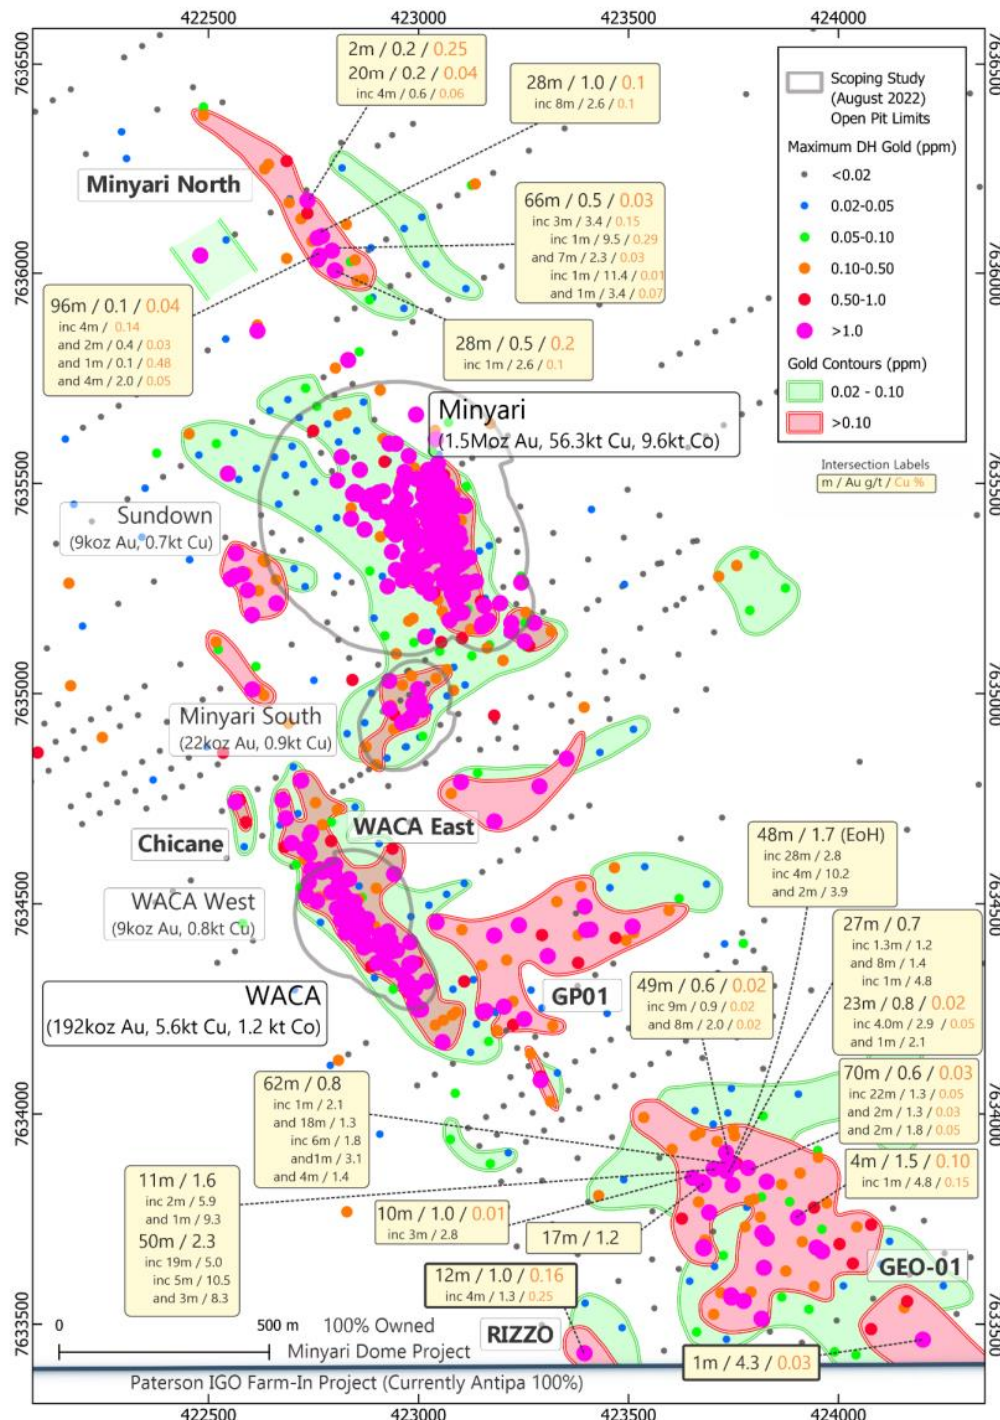 422500 423000 423500 424000
7636500
7636500
2m / 0.2 / 0.25
20m / 0.2 / 0.04
inc 4m / 0.6 / 0.06
28m / 1.0 / 0.1
inc 8m / 2.6 / 0.1
Scoping Study
(August 2022)
Open Pit Limits
Maximum DH Gold (ppm)
<0.02
0.02-0.05
0.05-0.10
0.10-0.50
0.50-1.0
>1.0
Gold Contours (ppm)
0.02 - 0.10
>0.10
Intersection Labels
m / Au g/t / Cu %
Minyari North
66m / 0.5 / 0.03
inc 3m / 3.4 / 0.15
inc 1m / 9.5 / 0.29
and 7m / 2.3 / 0.03
inc 1m / 11.4 / 0.01
and 1m / 3.4 / 0.07
7636000
7636000
96m / 0.1 / 0.04
inc 4m / 0.14
and 2m / 0.4 / 0.03
and 1m / 0.1 / 0.48
and 4m / 2.0 / 0.05
28m / 0.5 / 0.2
inc 1m / 2.6 / 0.1
Minyari
(1.5Moz Au, 56.3kt Cu, 9.6kt Co)
7635500
7635500
Sundown
(9koz Au, 0.7kt Cu)
7635000
7635000
Minyari South
(22koz Au, 0.9kt Cu)
WACA East
Chicane
48m / 1.7 (EoH)
inc 28m / 2.8
inc 4m / 10.2
and 2m / 3.9
WACA West
(9koz Au, 0.8kt Cu)
7634500
7634500
27m / 0.7
inc 1.3m / 1.2
and 8m / 1.4
inc 1m / 4.8
23m / 0.8 / 0.02
inc 4.0m / 2.9 / 0.05
and 1m / 2.1
WACA
(192koz Au, 5.6kt Cu, 1.2 kt Co)
GP01
49m / 0.6 / 0.02
inc 9m / 0.9 / 0.02
and 8m / 2.0 / 0.02
62m / 0.8
inc 1m / 2.1
and 18m / 1.3
inc 6m / 1.8
and1m / 3.1
and 4m / 1.4
70m / 0.6 / 0.03
inc 22m / 1.3 / 0.05
and 2m / 1.3 / 0.03
and 2m / 1.8 / 0.05
7634000
7634000
4m / 1.5 / 0.10
inc 1m / 4.8 / 0.15
11m / 1.6
inc 2m / 5.9
and 1m / 9.3
50m / 2.3
inc 19m / 5.0
inc 5m / 10.5
and 3m / 8.3
10m / 1.0 / 0.01
inc 3m / 2.8
17m / 1.2
12m / 1.0 / 0.16
inc 4m / 1.3 / 0.25
GEO-01
7633500
7633500
RIZZO
1m / 4.3 / 0.03
0 500 m
100% Owned
Minyari Dome Project
Paterson IGO Farm-In Project (Currently Antipa 100%)
422500 423000 423500 424000